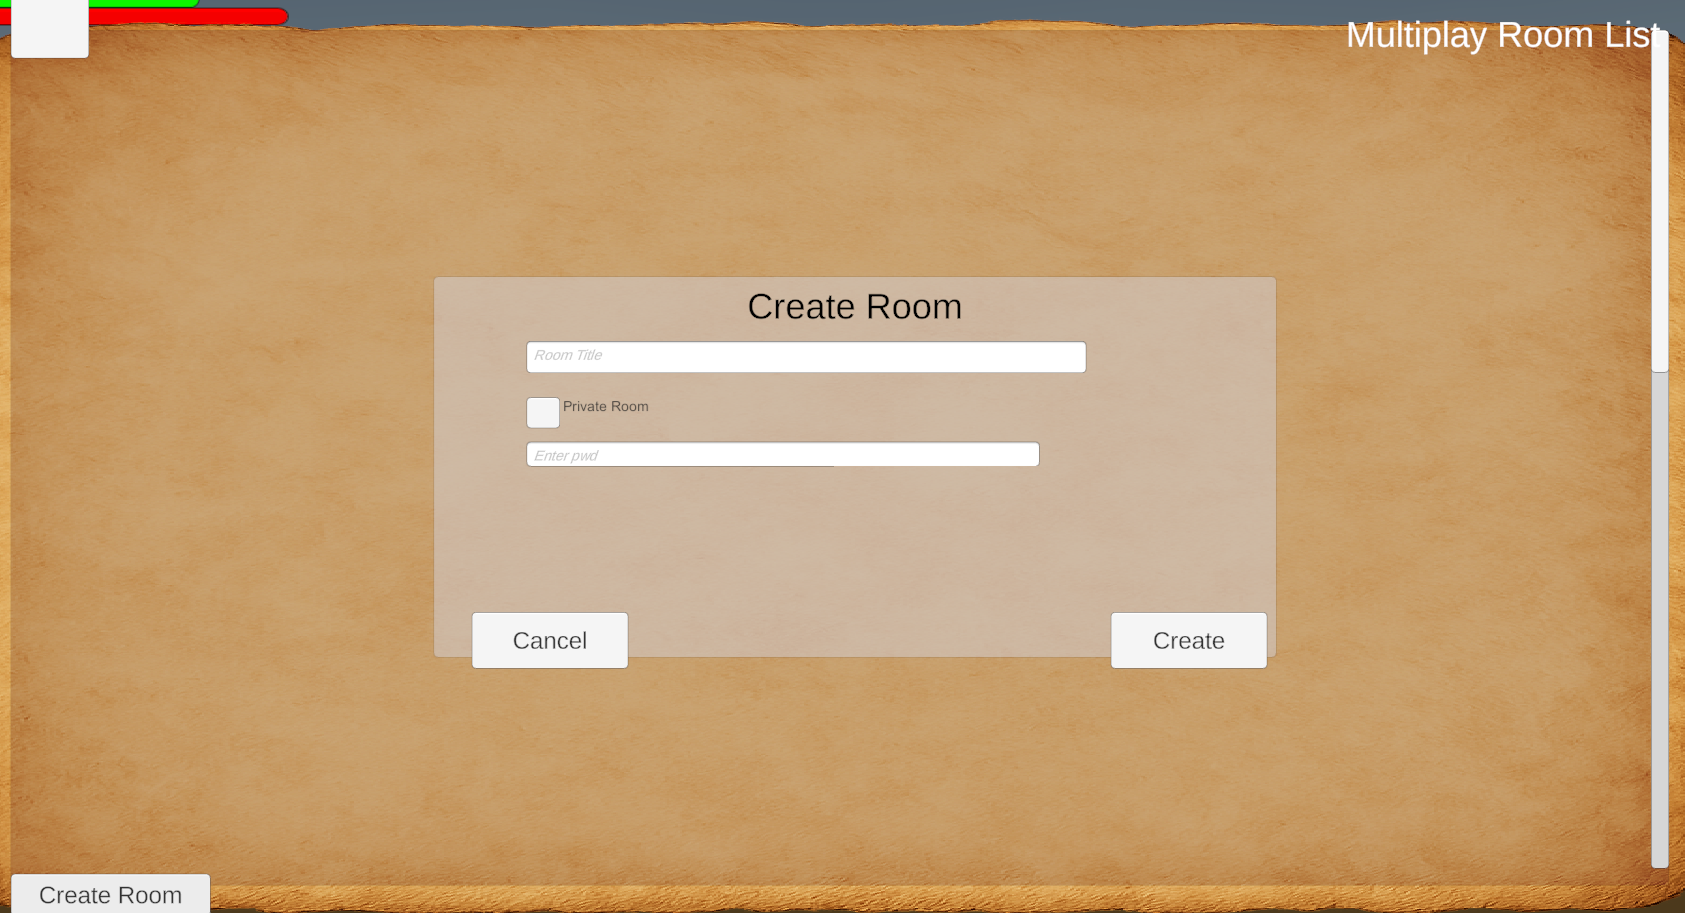 Multiplay Room List
Create Room
Room Title
Private Room
Enter pwd
Cancel
Create
Create Room